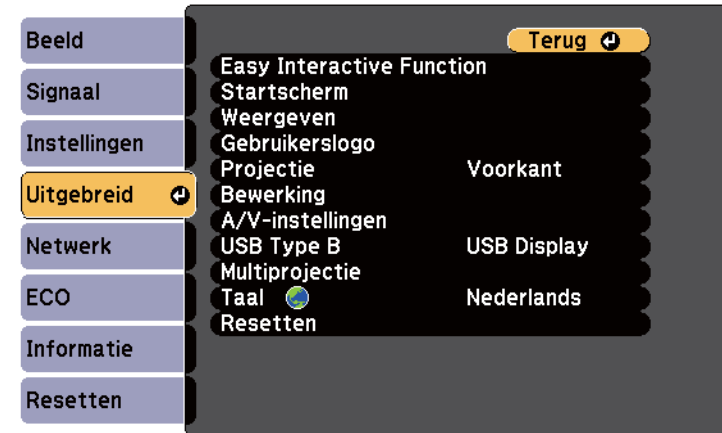 Beeld
Signaal
Instellingen
Uitgebreid
Netwerk
ECO
Informatie
Resetten
Terug
Easy Interactive Function
Startscherm
Weergeven
Gebruikerslogo
Projectie Voorkant
Bewerking
A/V-instellingen
USB Type B USB Display
Multiprojectie
Taal Nederlands
Resetten